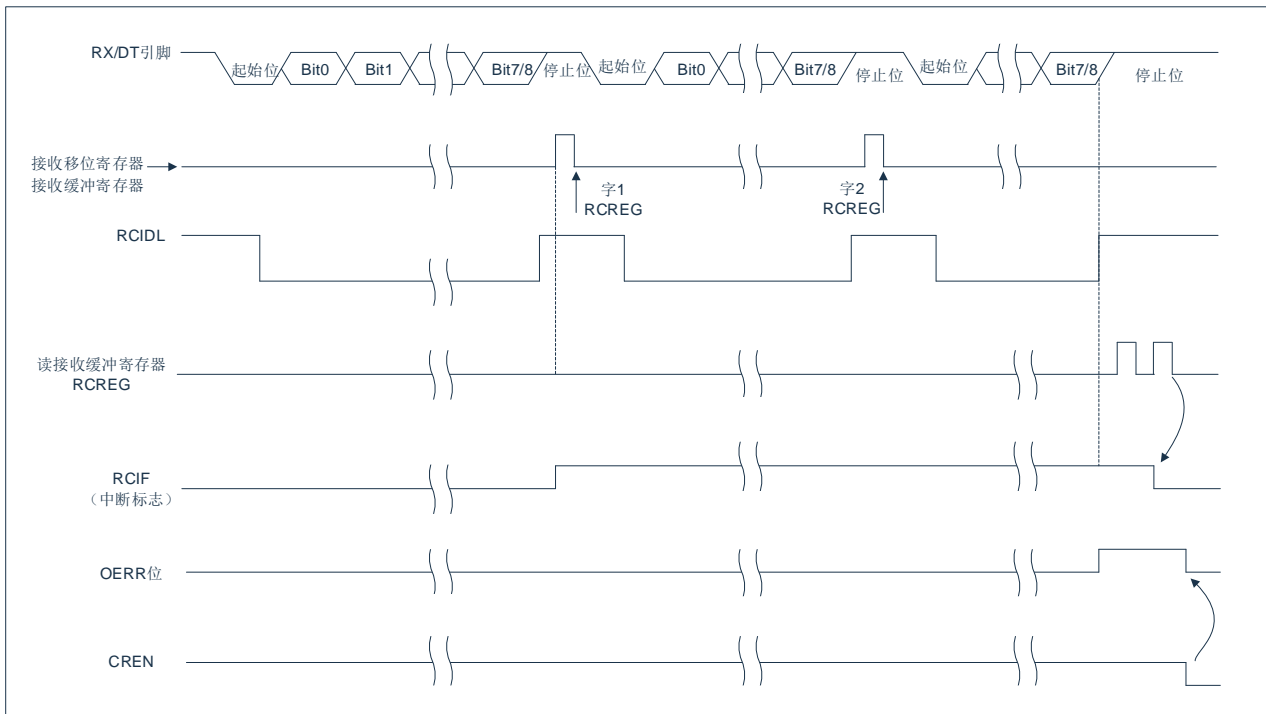 RX/DT引脚
起始位 Bit0 Bit1 Bit7/8 停止位 起始位 Bit0 Bit7/8 停止位 起始位 Bit7/8 停止位
接收移位寄存器
接收缓冲寄存器
字1
RCREG
字2
RCREG
RCIDL
读接收缓冲寄存器
RCREG
RCIF
（中断标志）
OERR位
CREN